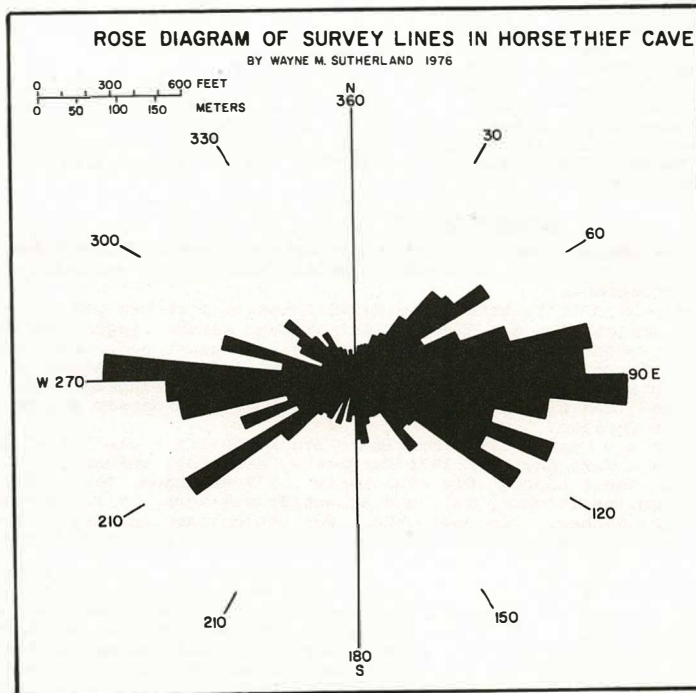 ROSE DIAGRAM OF SURVEY LINES IN HORSETHIEF CAVE
BY WAYNE M. SUTHERLAND 1976
0 300 600 FEET
0 50 100 150 METERS
N
360
330
30
300
60
W 270
90 E
210
120
210
150
180
S